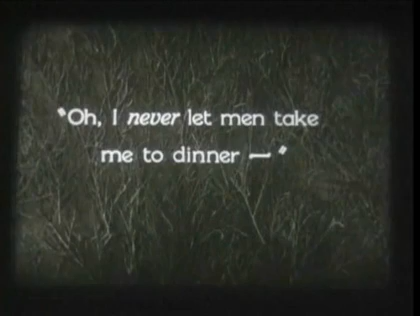 "Oh, I never let men take
me to dinner — "